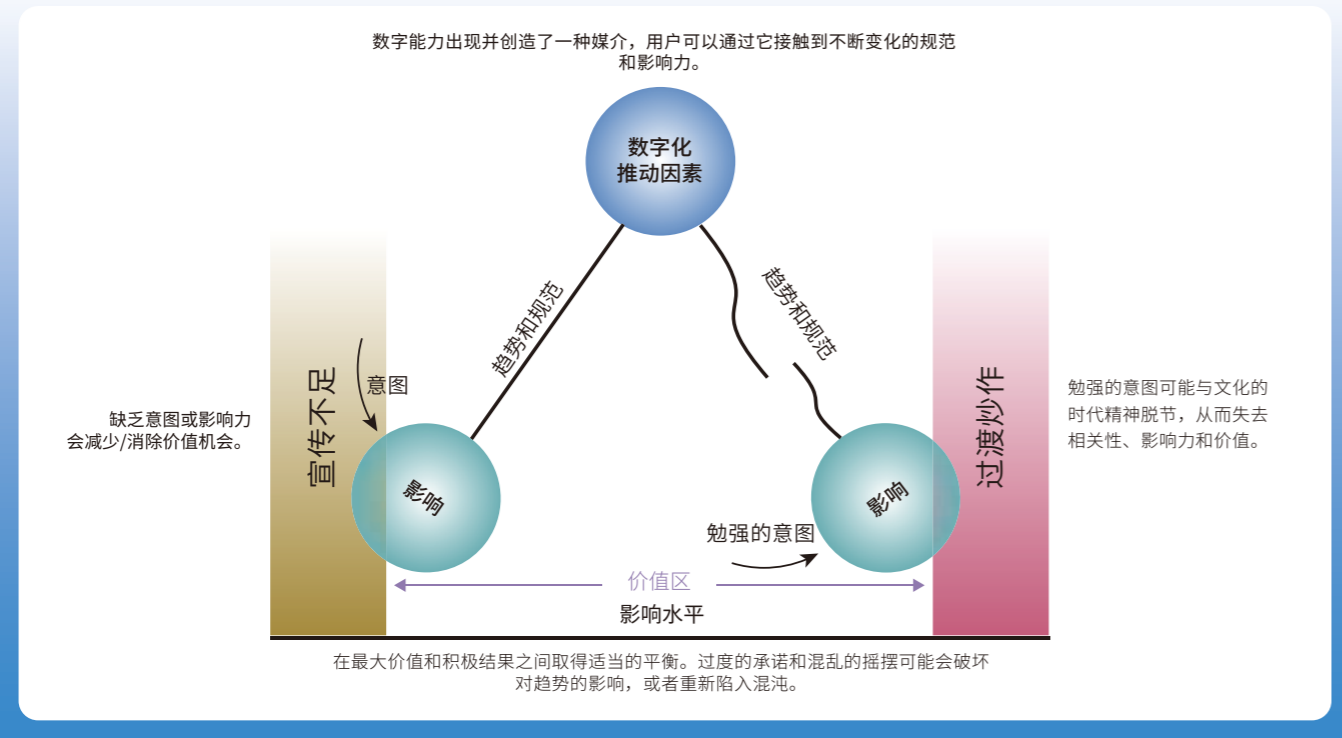 数字能力出现并创造了一种媒介，用户可以通过它接触到不断变化的规范
和影响力。
数字化
推动因素
趋势和规范
趋势和规范
宣传不足
意图
过渡炒作
缺乏意图或影响力
会减少/消除价值机会。
勉强的意图可能与文化的
时代精神脱节，从而失去
相关性、影响力和价值。
影响
影响
勉强的意图
价值区
影响水平
在最大价值和积极结果之间取得适当的平衡。过度的承诺和混乱的摇摆可能会破坏
对趋势的影响，或者重新陷入混沌。